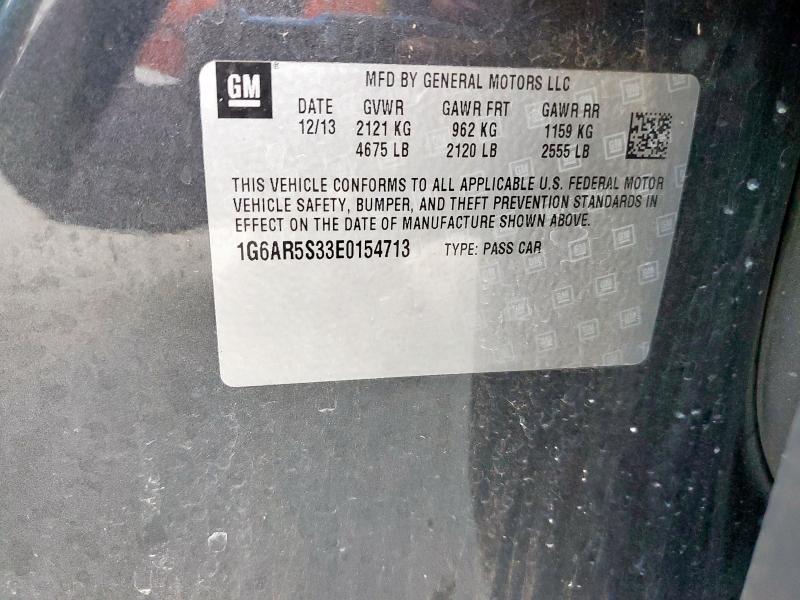 GM
MFD BY GENERAL MOTORS LLC
DATE GVWR GAWR FRT GAWR RR
12/13 2121 KG 962 KG 1159 KG
4675 LB 2120 LB 2555 LB
THIS VEHICLE CONFORMS TO ALL APPLICABLE U.S. FEDERAL MOTOR
VEHICLE SAFETY, BUMPER, AND THEFT PREVENTION STANDARDS IN
EFFECT ON THE DATE OF MANUFACTURE SHOWN ABOVE.
1G6AR5S33E0154713 TYPE: PASS CAR